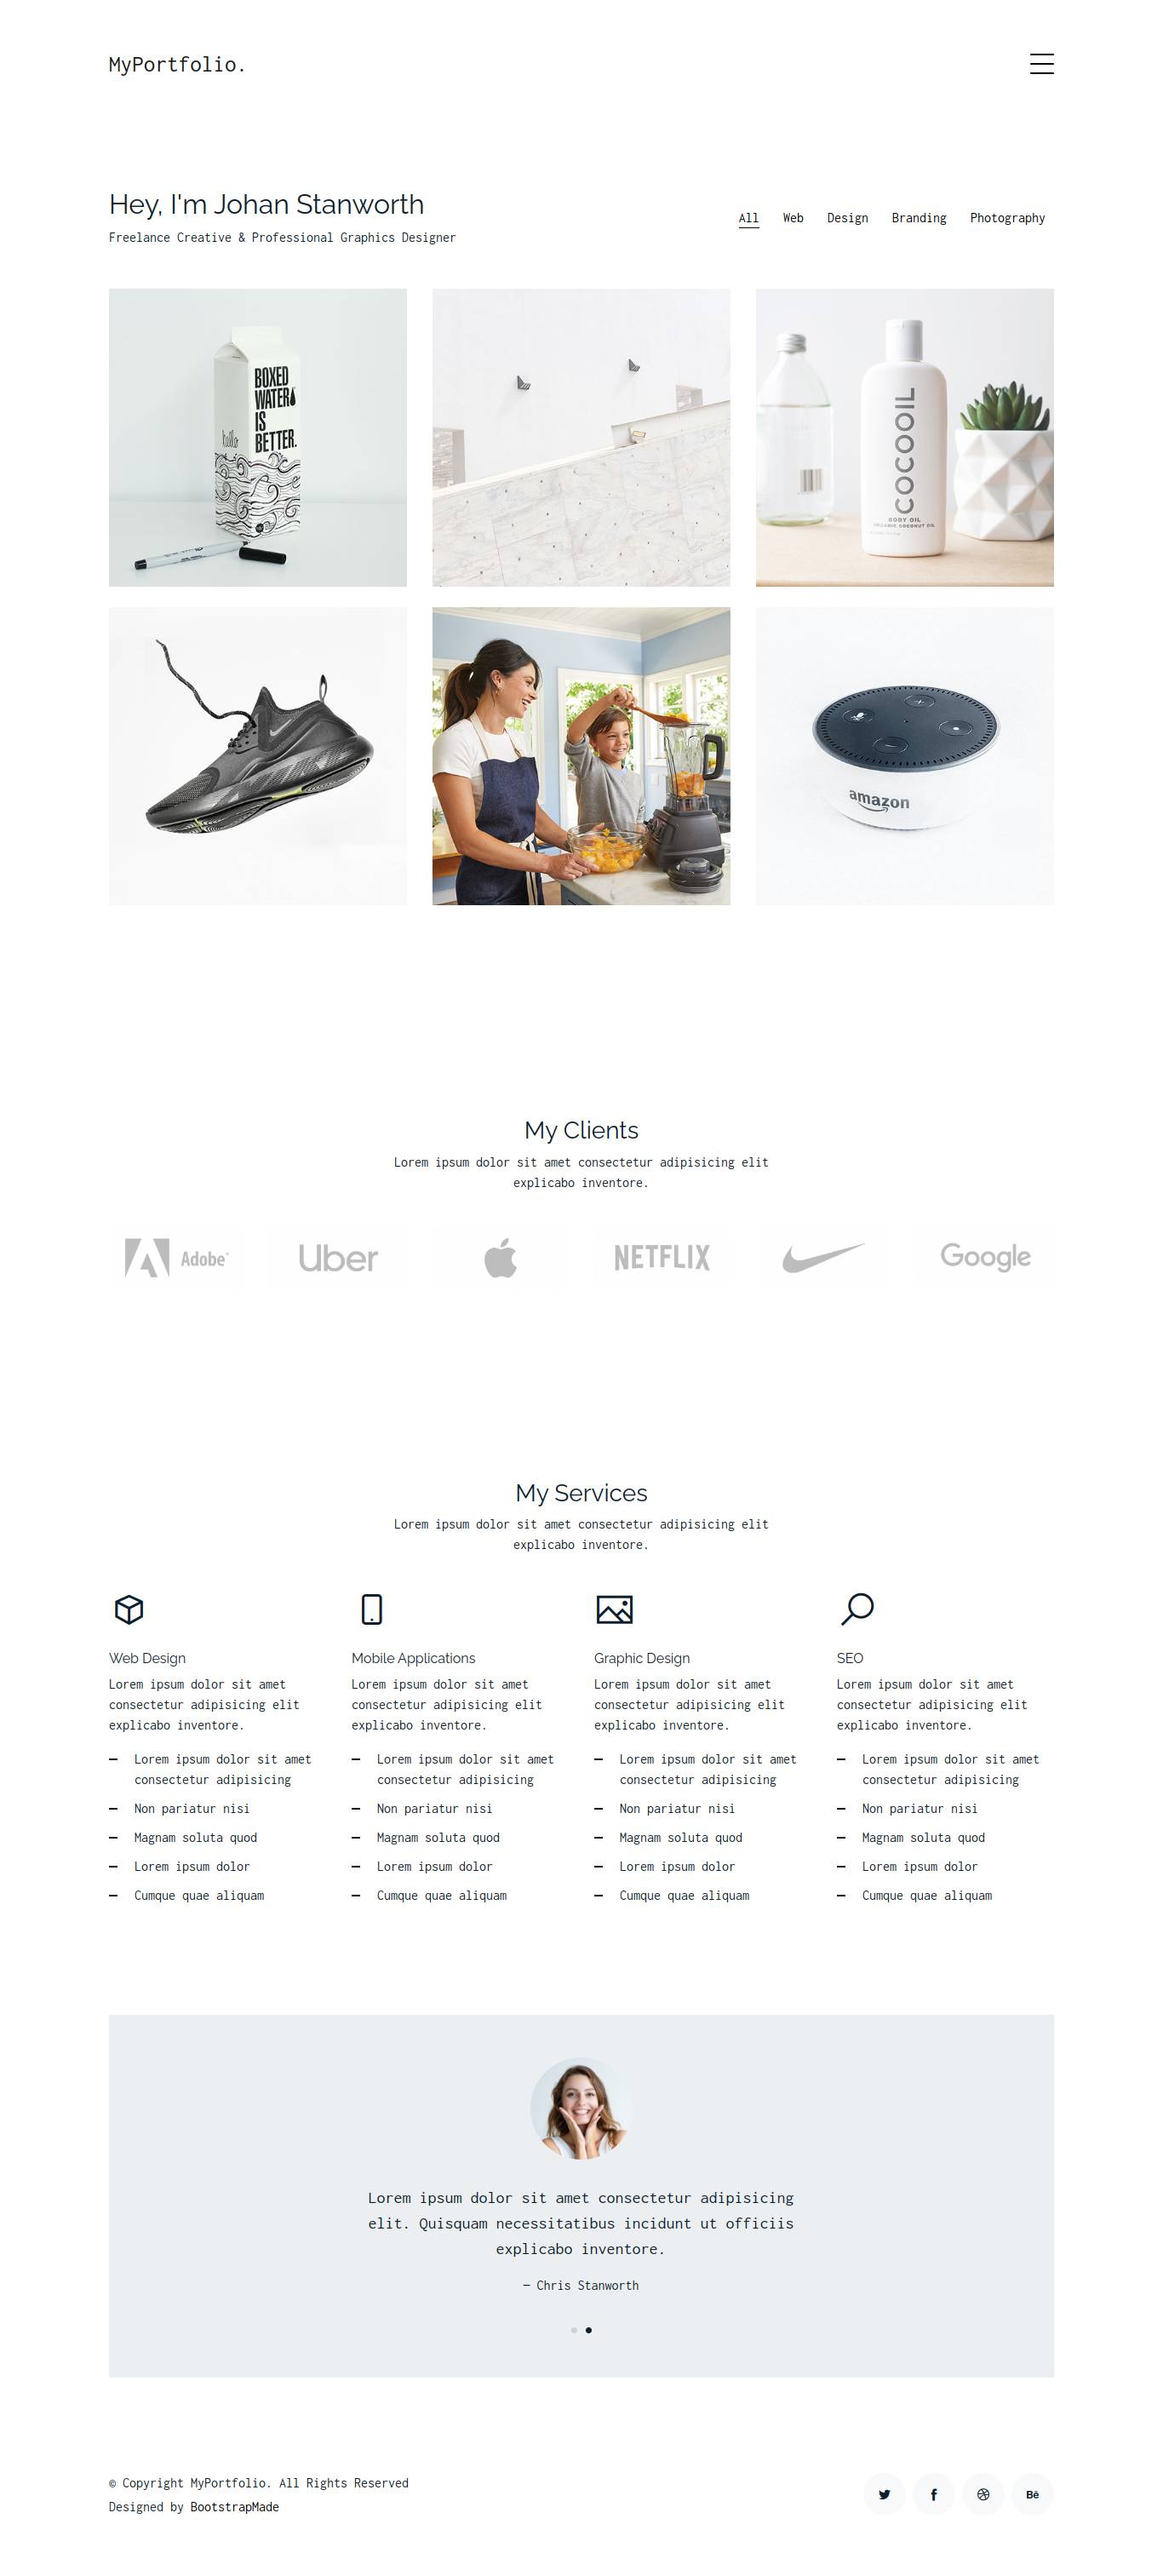 MyPortfolio.
Hey, I'm Johan Stanworth
Freelance Creative & Professional Graphics Designer
All Web Design Branding Photography
BOXED
WATER
IS
BETTER.
hello
COCOOIL
BODY OIL
ORGANIC COCONUT OIL
amazon
My Clients
Lorem ipsum dolor sit amet consectetur adipisicing elit
explicabo inventore.
Adobe
Uber
NETFLIX
Google
My Services
Lorem ipsum dolor sit amet consectetur adipisicing elit
explicabo inventore.
Web Design
Lorem ipsum dolor sit amet
consectetur adipisicing elit
explicabo inventore.
Lorem ipsum dolor sit amet
consectetur adipisicing
Non pariatur nisi
Magnam soluta quod
Lorem ipsum dolor
Cumque quae aliquam
Mobile Applications
Lorem ipsum dolor sit amet
consectetur adipisicing elit
explicabo inventore.
Lorem ipsum dolor sit amet
consectetur adipisicing
Non pariatur nisi
Magnam soluta quod
Lorem ipsum dolor
Cumque quae aliquam
Graphic Design
Lorem ipsum dolor sit amet
consectetur adipisicing elit
explicabo inventore.
Lorem ipsum dolor sit amet
consectetur adipisicing
Non pariatur nisi
Magnam soluta quod
Lorem ipsum dolor
Cumque quae aliquam
SEO
Lorem ipsum dolor sit amet
consectetur adipisicing elit
explicabo inventore.
Lorem ipsum dolor sit amet
consectetur adipisicing
Non pariatur nisi
Magnam soluta quod
Lorem ipsum dolor
Cumque quae aliquam
Lorem ipsum dolor sit amet consectetur adipisicing
elit. Quisquam necessitatibus incidunt ut officiis
explicabo inventore.
— Chris Stanworth
© Copyright MyPortfolio. All Rights Reserved
Designed by BootstrapMade
Bē